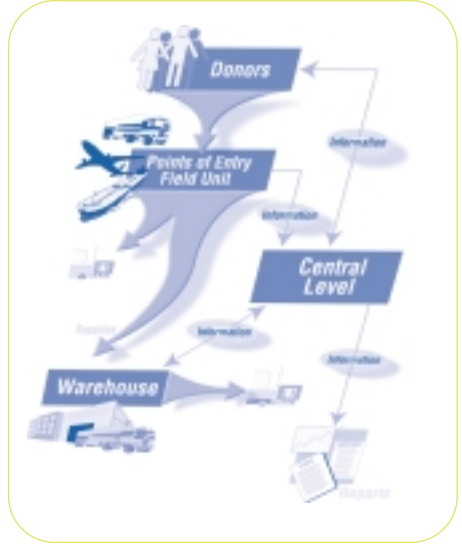 Donors
Information
Points of Entry
Field Unit
Information
Central
Level
Supplies
Information
Information
Warehouse
Reports